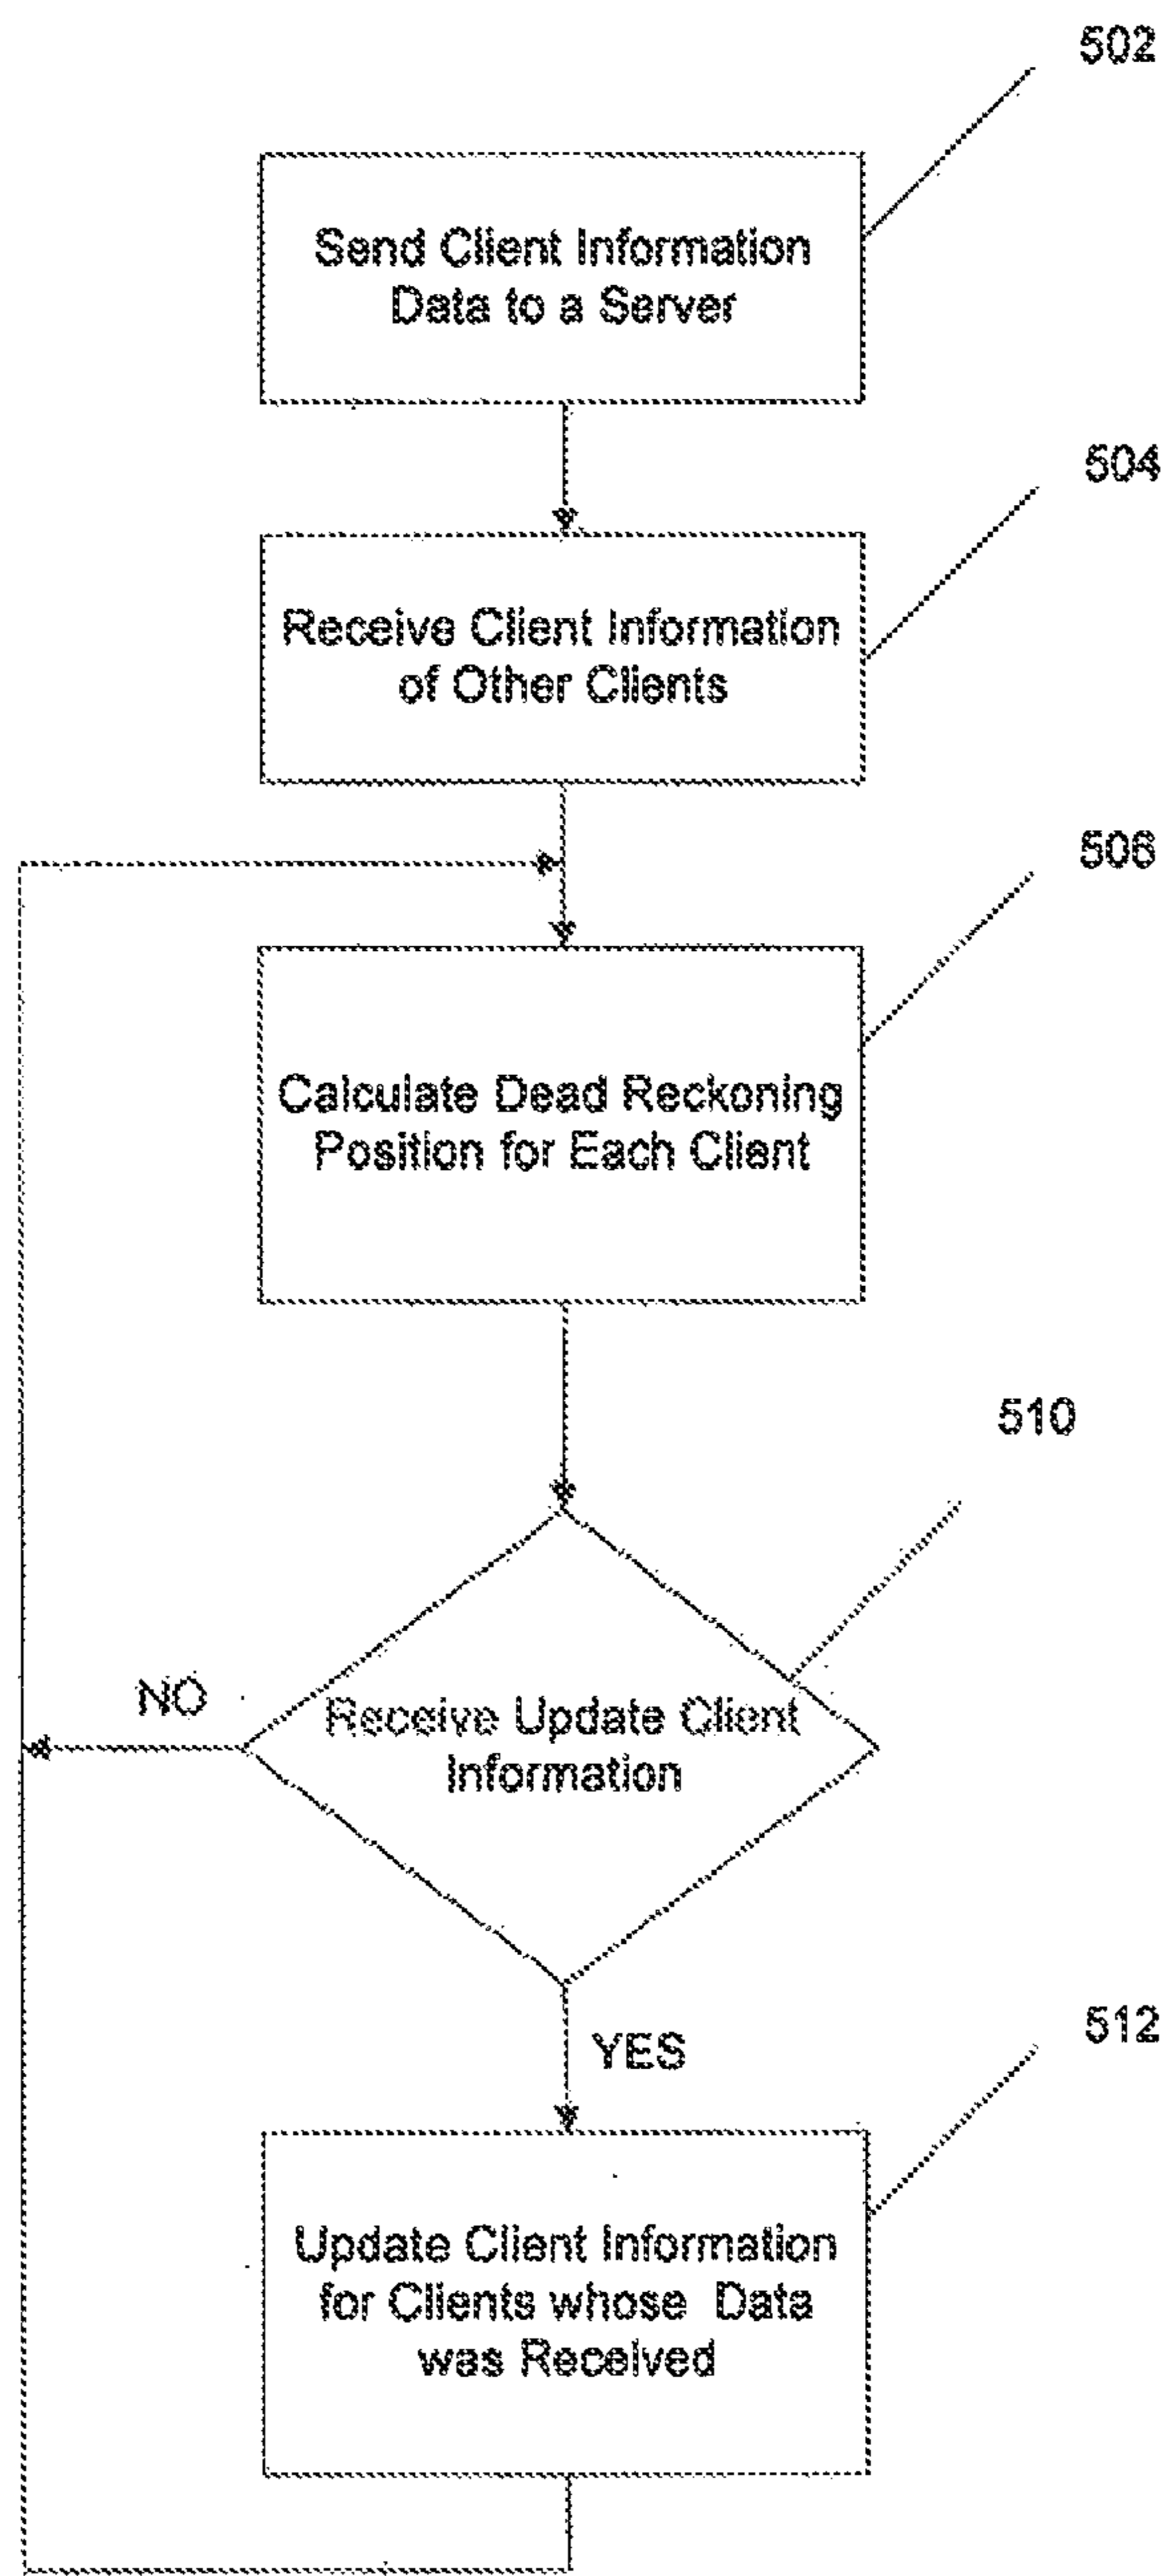 502
Send Client Information
Data to a Server
504
Receive Client Information
of Other Clients
506
Calculate Dead Reckoning
Position for Each Client
510
NO
Receive Update Client
Information
YES
512
Update Client Information
for Clients whose Data
was Received